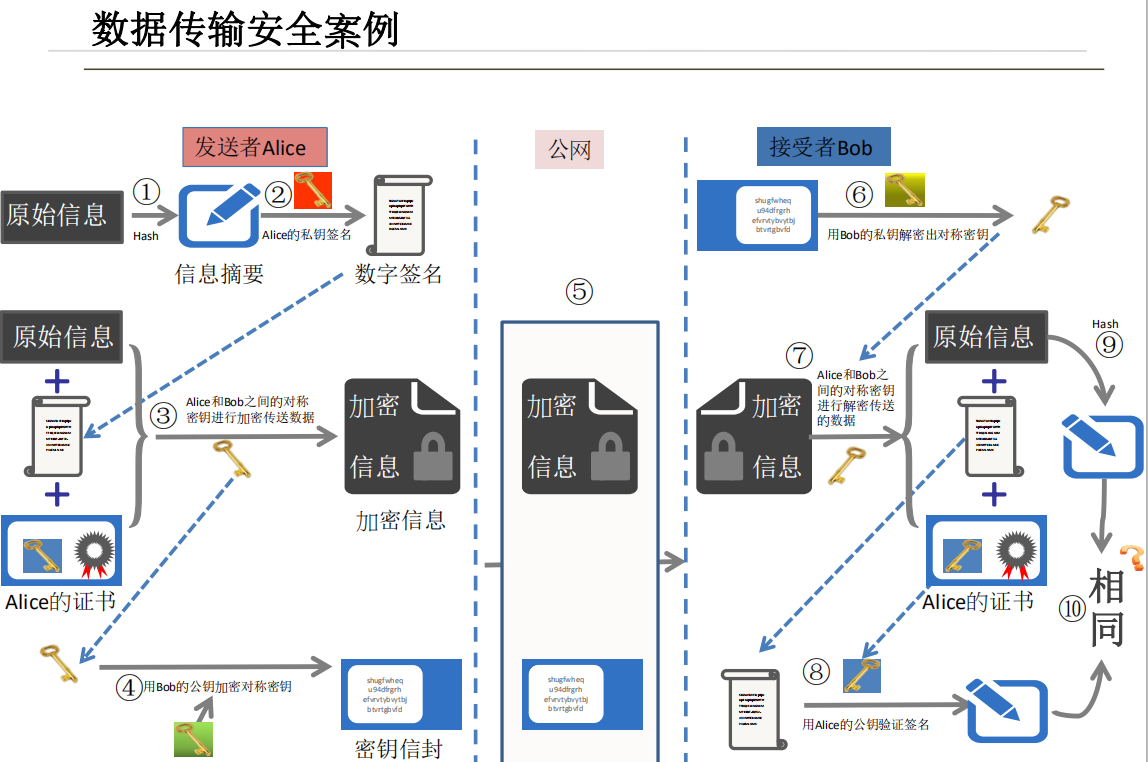 数据传输安全案例
发送者Alice
公网
接受者Bob
原始信息
①
Hash
信息摘要
②
Alice的私钥签名
数字签名
shugfwheq
u94dfrgrh
efvrvtybvytbj
btvrtgbvfd
⑥
用Bob的私钥解密出对称密钥
原始信息
+
+
Alice的证书
③
Alice和Bob之间的对称
密钥进行加密传送数据
加密
信息
加密信息
④
用Bob的公钥加密对称密钥
shugfwheq
u94dfrgrh
efvrvtybvytbj
btvrtgbvfd
密钥信封
⑤
加密
信息
shugfwheq
u94dfrgrh
efvrvtybvytbj
btvrtgbvfd
加密
信息
⑦
Alice和Bob之
间的对称密钥
进行解密传送
的数据
原始信息
+
+
Alice的证书
Hash
⑨
⑧
用Alice的公钥验证签名
⑩
相
同
?